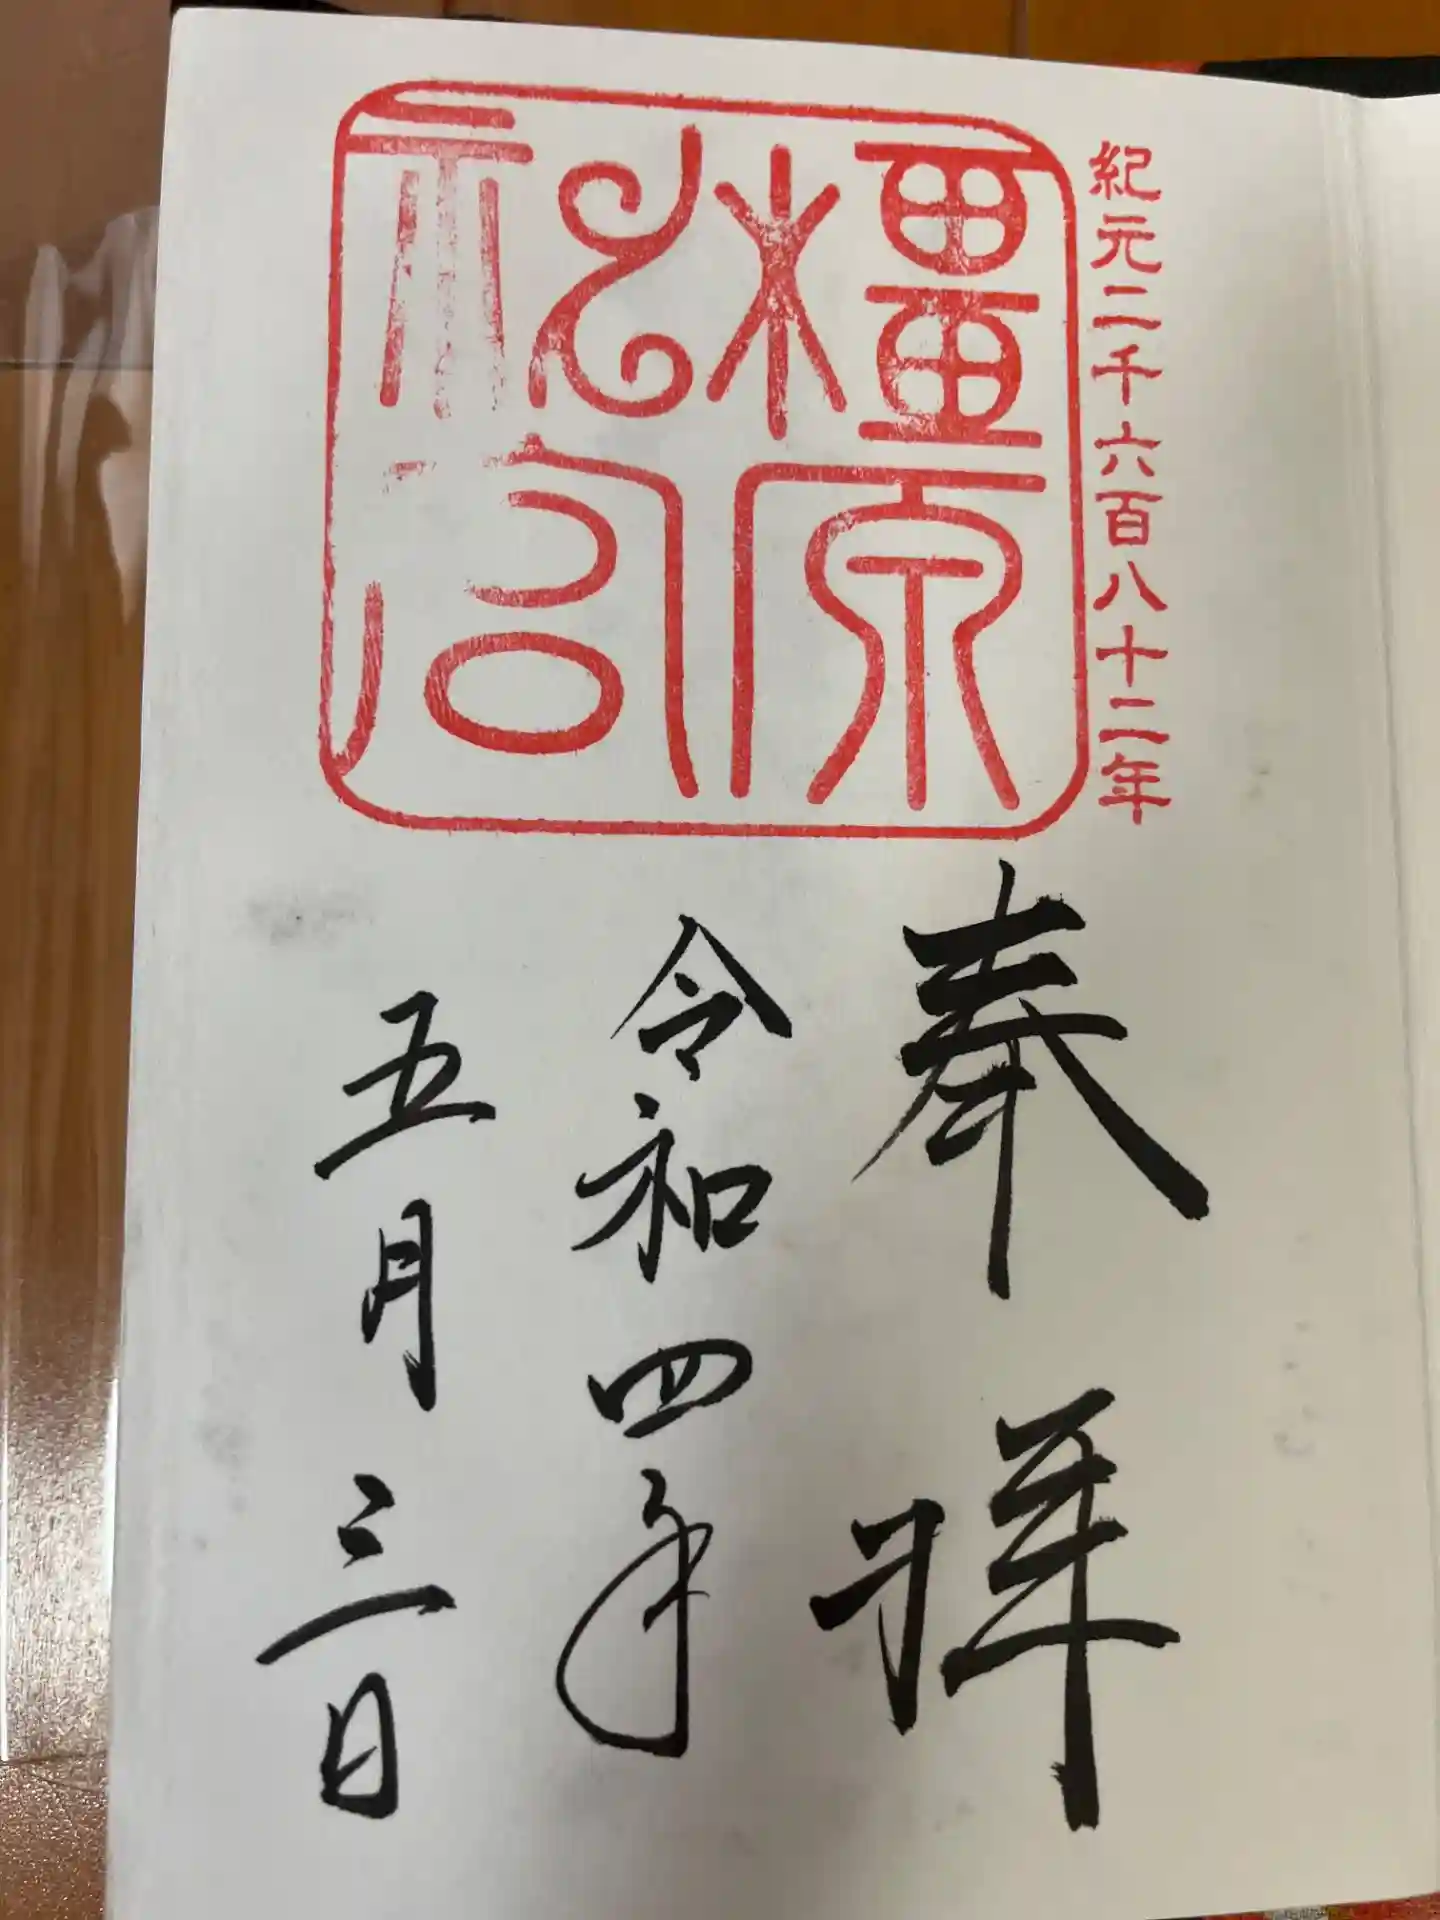 紀元二千六百八十二年
橿原
神宮
奉拝
令和四年
五月三日